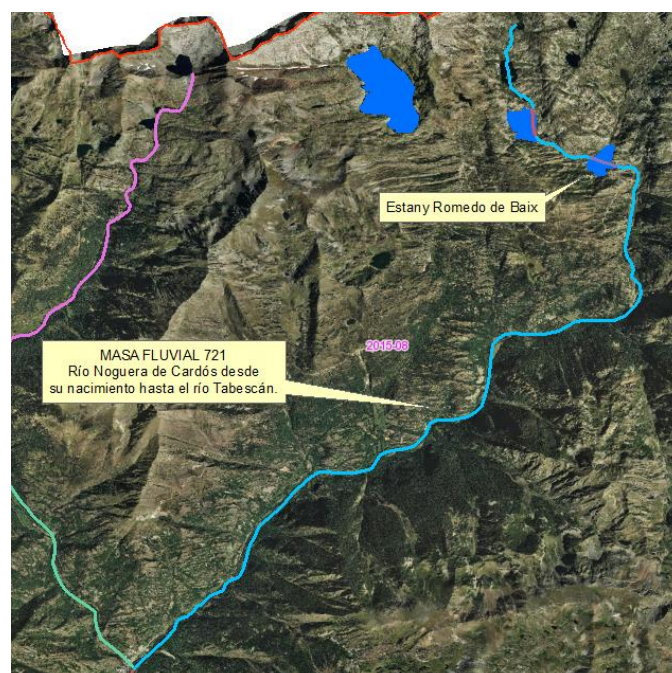 Estany Romedo de Baix
2015-08
MASA FLUVIAL 721
Río Noguera de Cardós desde
su nacimiento hasta el río Tabescán.